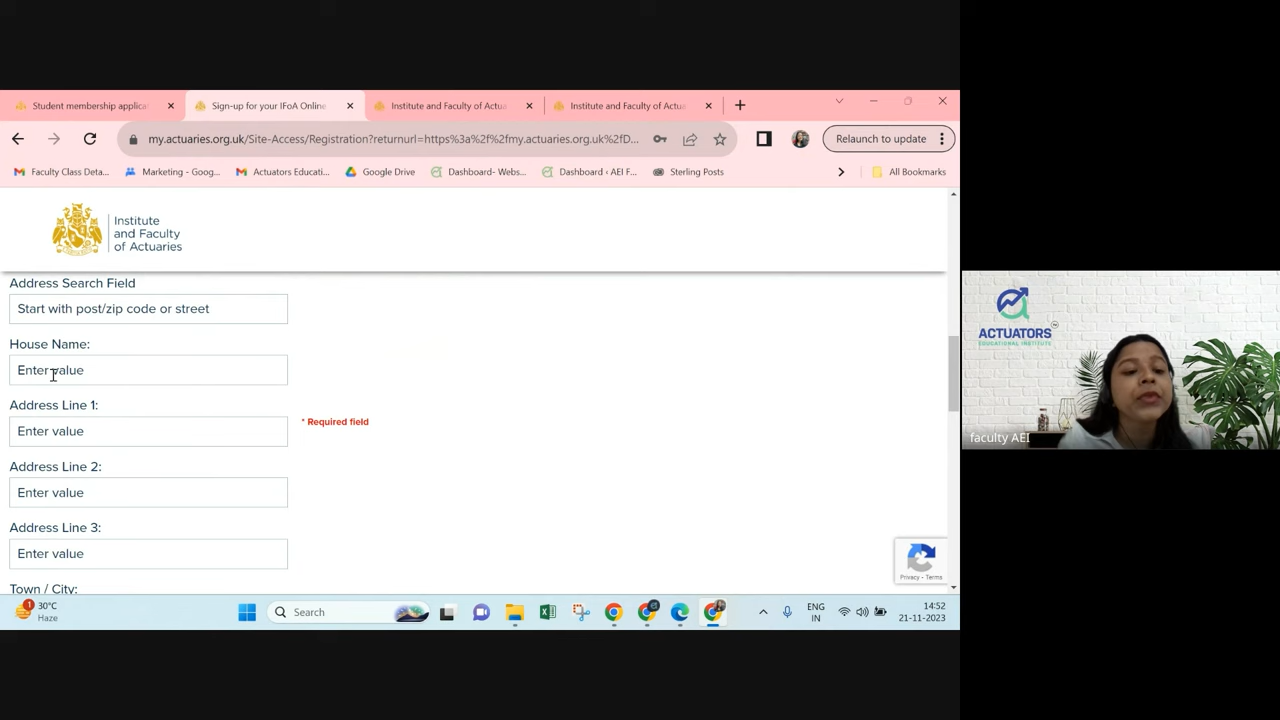 Student membership applica
Sign-up for your IFoA Online
Institute and Faculty of Actua
Institute and Faculty of Actua
my.actuaries.org.uk/Site-Access/Registration?returnurl=https%3a%2f%2fmy.actuaries.org.uk%2fD...
Relaunch to update
Faculty Class Deta...
Marketing - Goog...
Actuators Educati...
Google Drive
Dashboard- Webs...
Dashboard ‹ AEI F...
Sterling Posts
All Bookmarks
Institute
and Faculty
of Actuaries
Address Search Field
Start with post/zip code or street
House Name:
Enter value
Address Line 1:
Enter value
* Required field
Address Line 2:
Enter value
Address Line 3:
Enter value
Town / City:
Privacy - Terms
1
30°C
Haze
Search
ENG
IN
14:52
21-11-2023
ACTUATORS
EDUCATIONAL INSTITUTE
faculty AEI